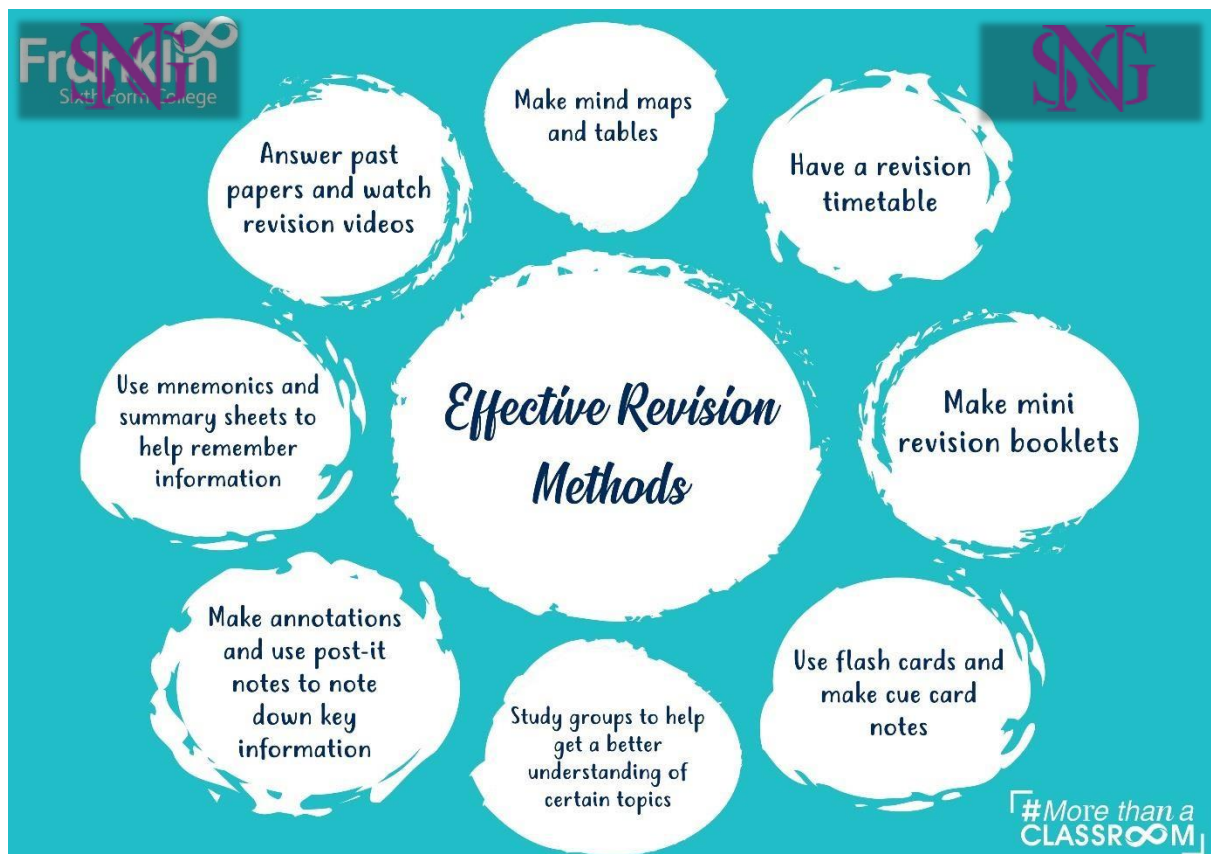 Franklin
Sixth Form College
SNG
SNG
Make mind maps
and tables
Have a revision
timetable
Make mini
revision booklets
Use flash cards and
make cue card
notes
Study groups to help
get a better
understanding of
certain topics
Make annotations
and use post-it
notes to note
down key
information
Use mnemonics and
summary sheets to
help remember
information
Answer past
papers and watch
revision videos
Effective Revision
Methods
#More than a
CLASSROOM